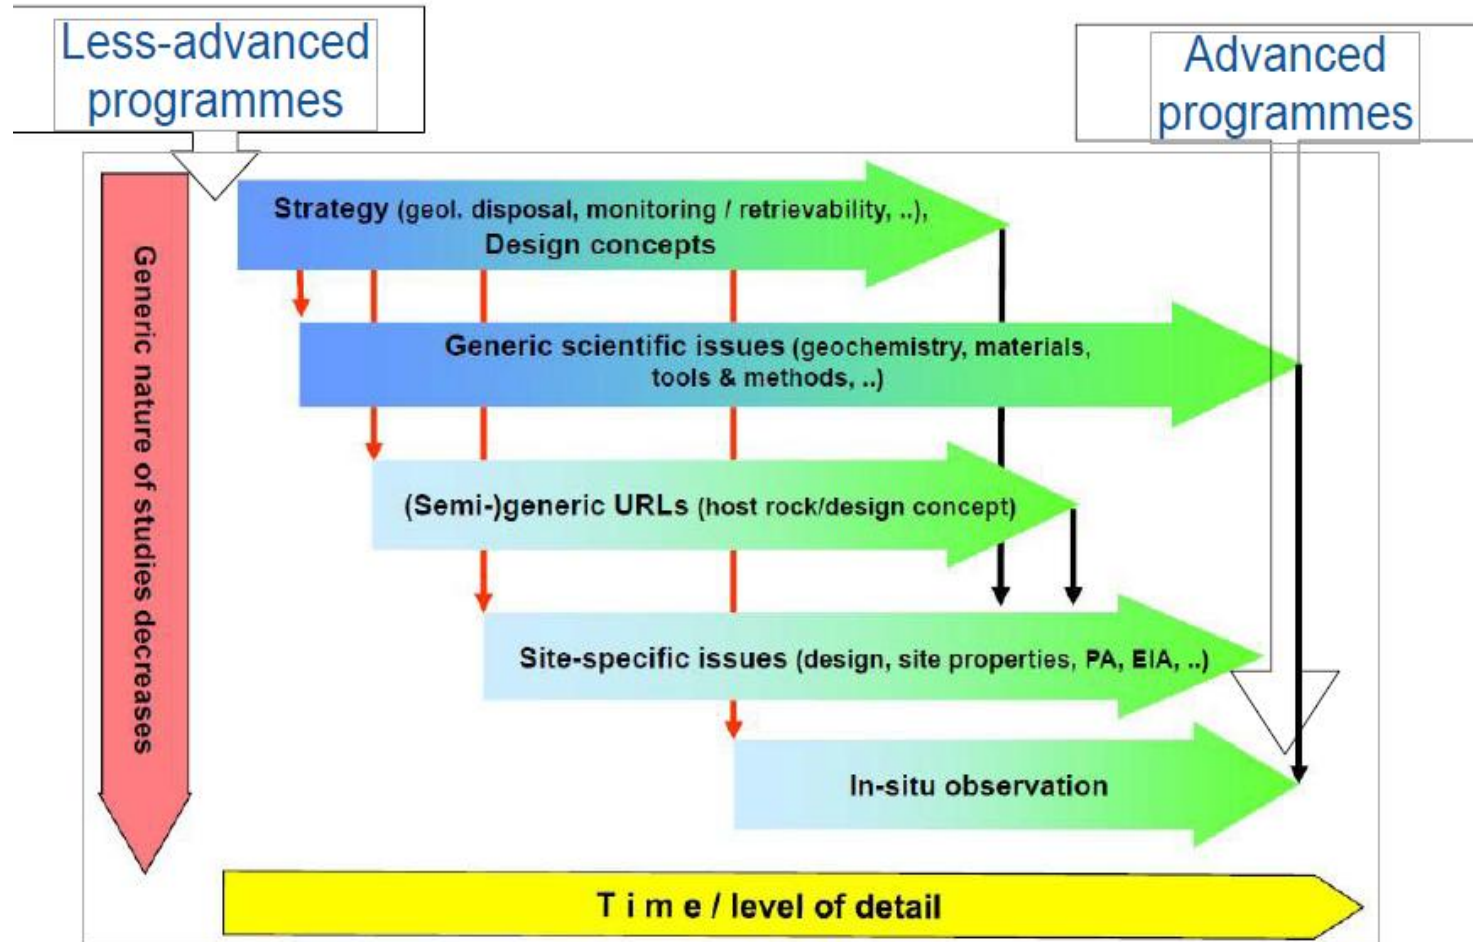 Less-advanced
programmes
Advanced
programmes
Generic nature of studies decreases
Strategy (geol. disposal, monitoring / retrievability, ..),
Design concepts
Generic scientific issues (geochemistry, materials,
tools & methods, ..)
(Semi-)generic URLs (host rock/design concept)
Site-specific issues (design, site properties, PA, EIA, ..)
In-situ observation
T i m e / level of detail